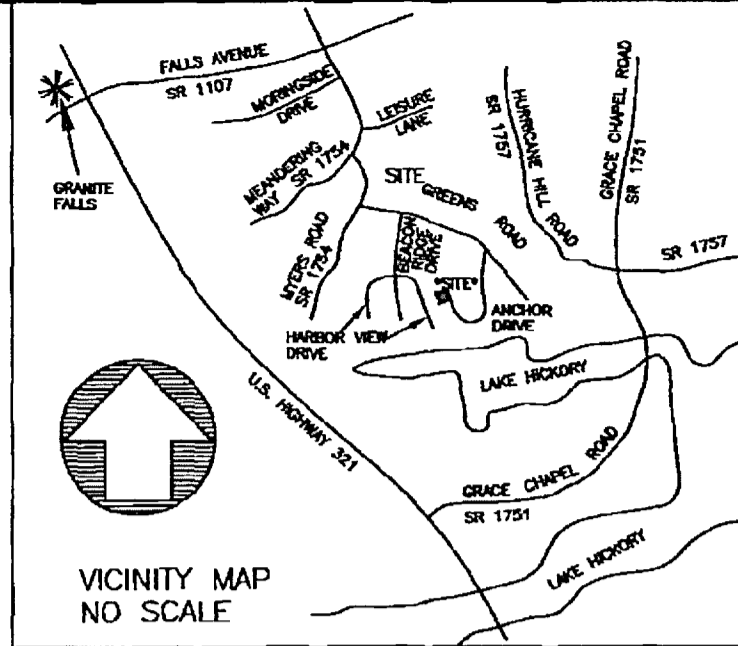 FALLS AVENUE
SR 1107
MORINGSIDE
DRIVE
LEISURE
LANE
HURRICANE HILL ROAD
SR 1757
GRACE CHAPEL ROAD
SR 1751
GRANITE
FALLS
MEANDERING
WAY SR 1754
SITE
GREENS ROAD
MYERS ROAD
SR 1754
BEACON
RIDGE
DRIVE
SR 1757
"SITE"
HARBOR VIEW
DRIVE
ANCHOR
DRIVE
LAKE HICKORY
U.S. HIGHWAY 321
GRACE CHAPEL ROAD
SR 1751
LAKE HICKORY
VICINITY MAP
NO SCALE